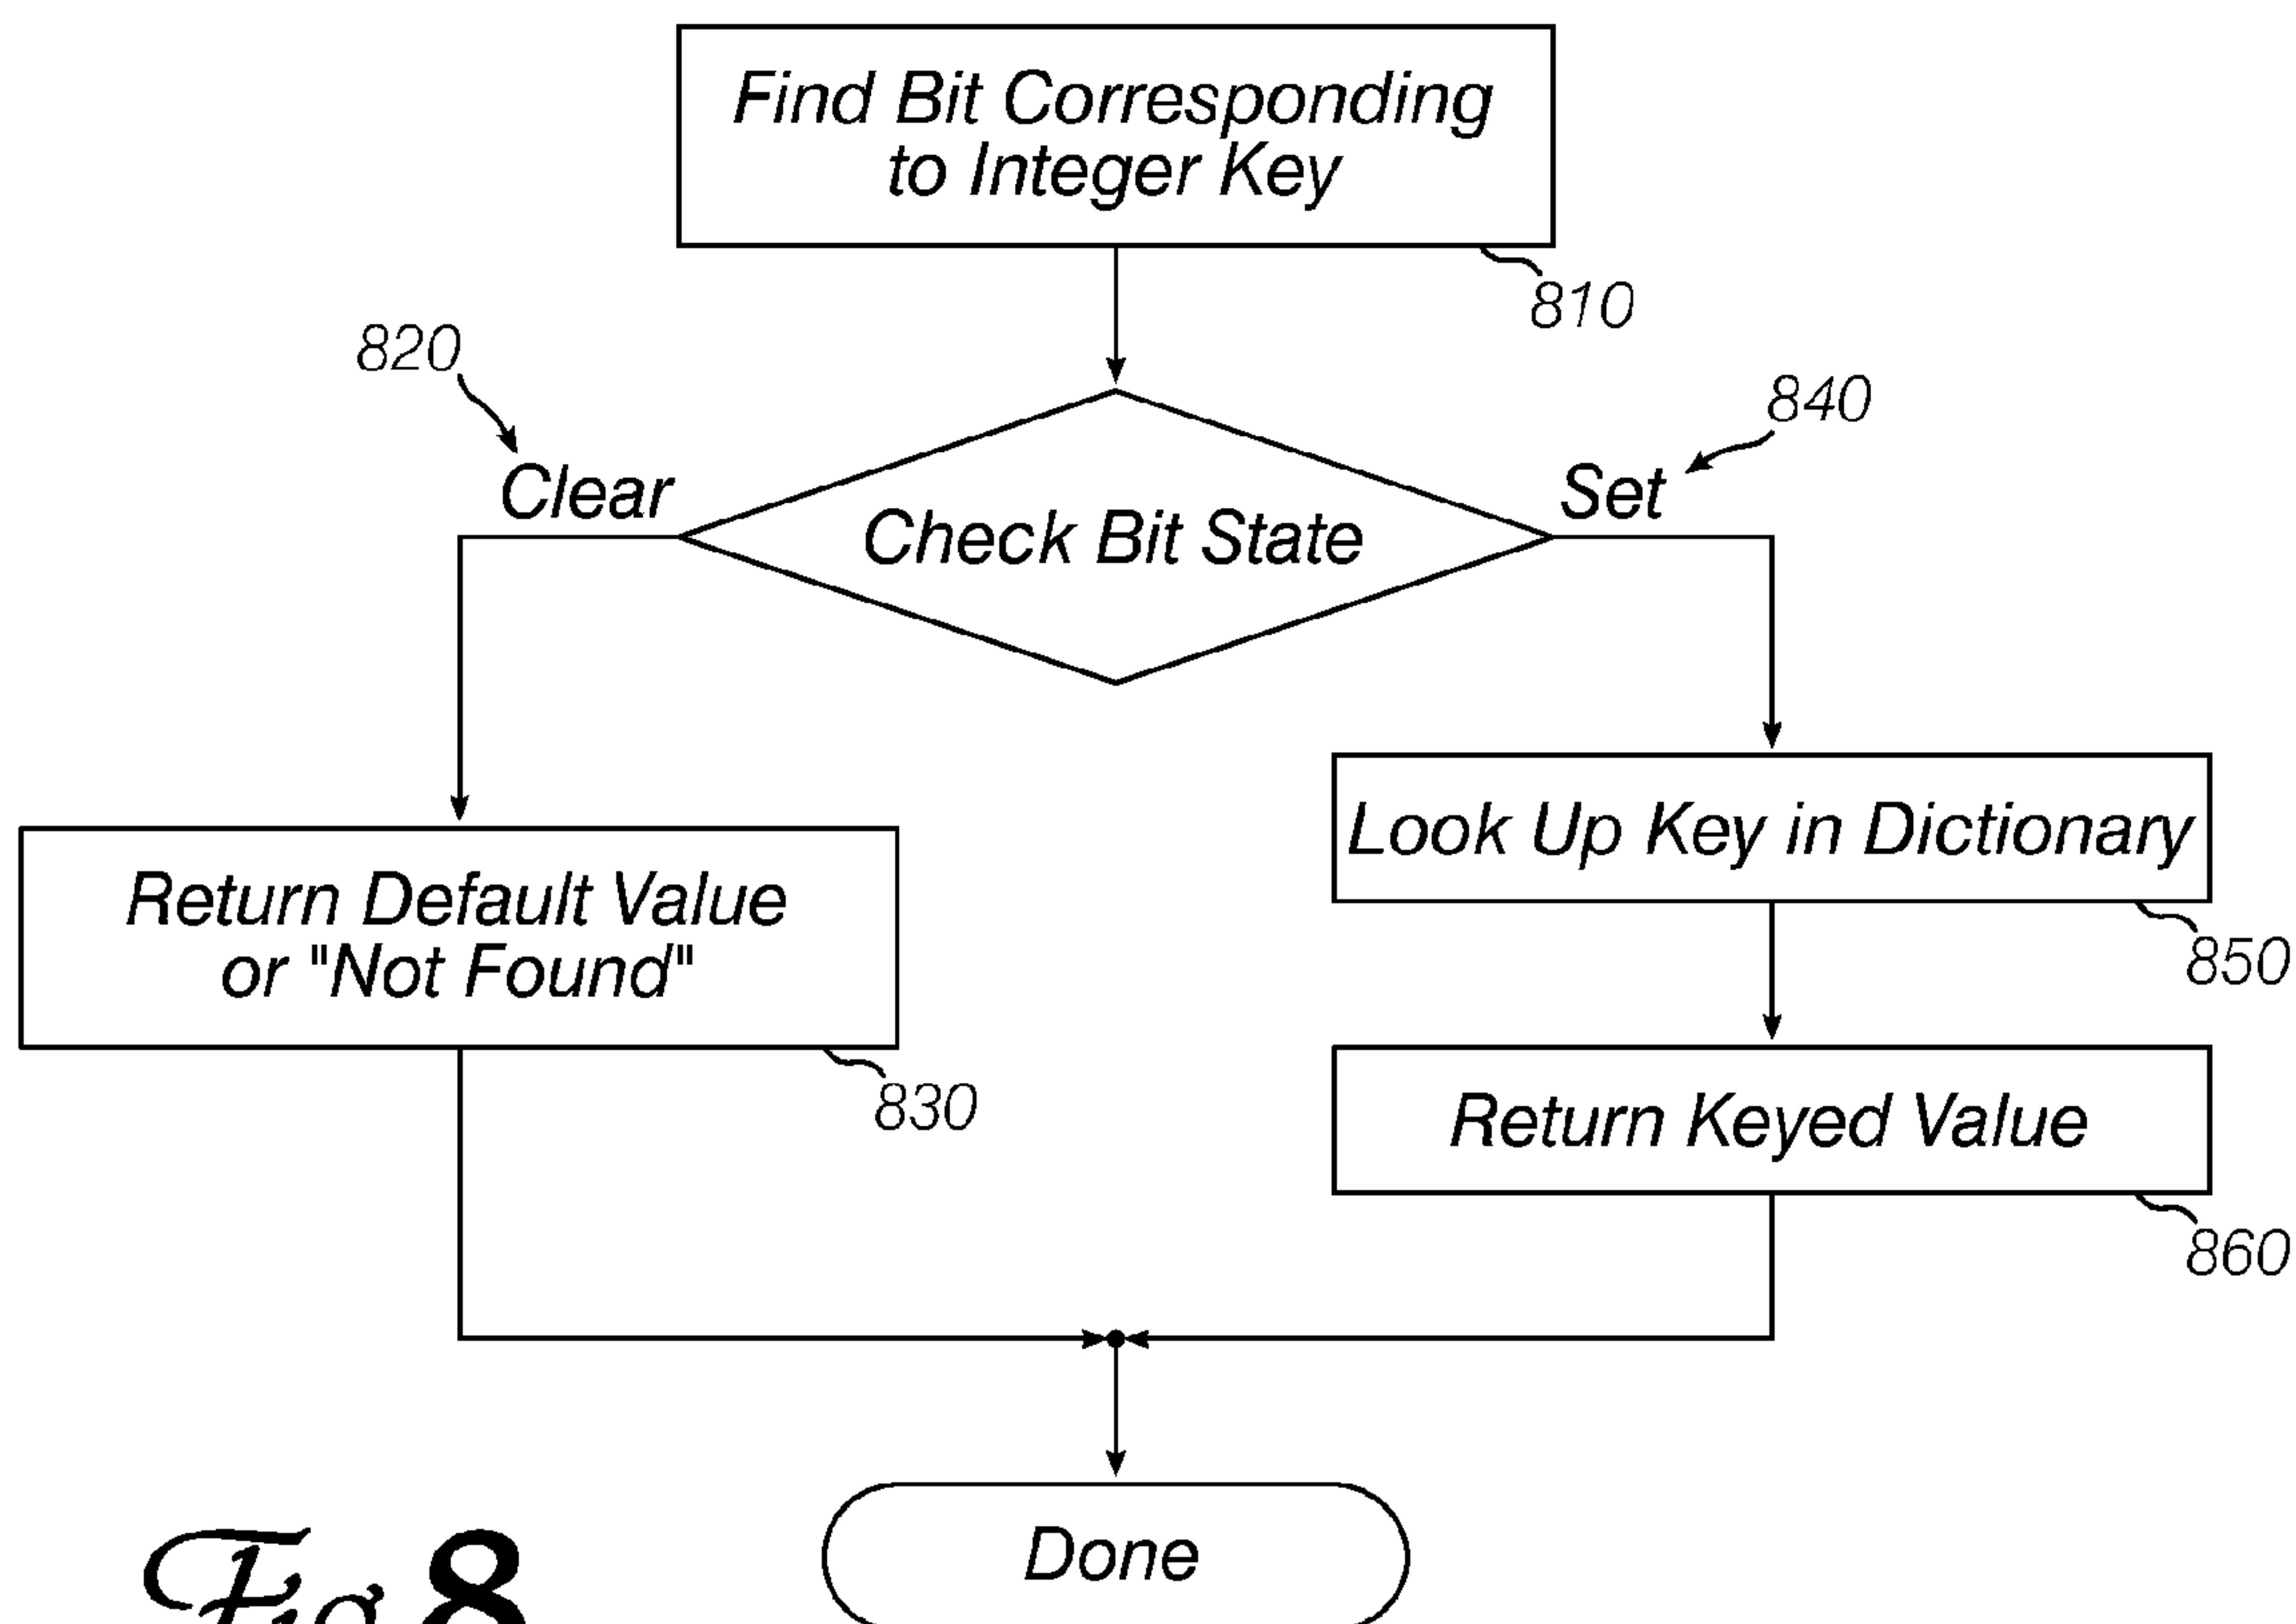 Find Bit Corresponding
to Integer Key
810
820
840
Clear
Set
Check Bit State
Look Up Key in Dictionary
850
Return Default Value
or "Not Found"
830
Return Keyed Value
860
Done
Fig. 8